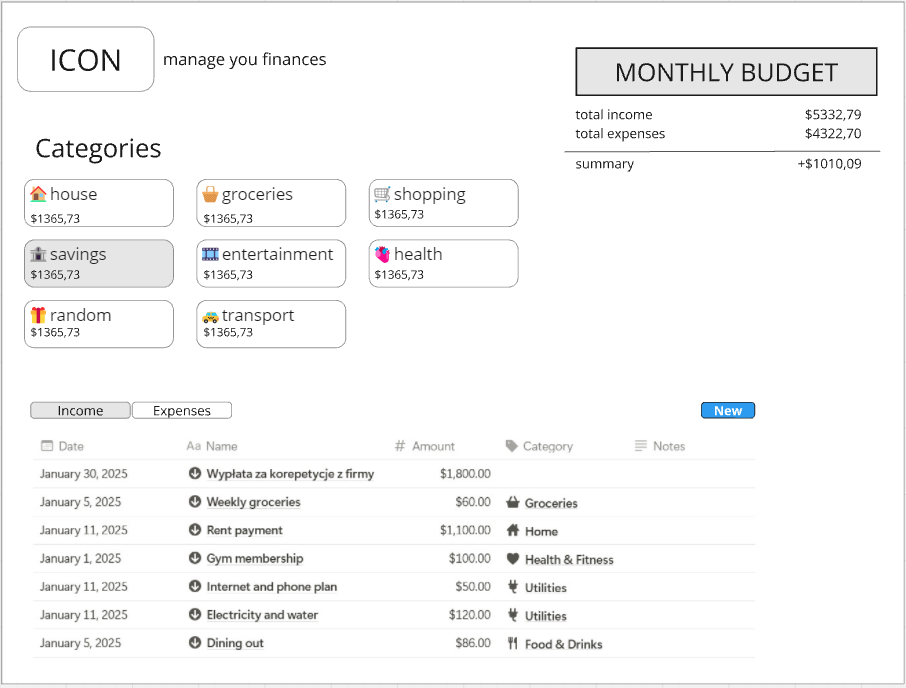 ICON
manage you finances
MONTHLY BUDGET
total income $5332,79
total expenses $4322,70
summary +$1010,09
Categories
house
$1365,73
groceries
$1365,73
shopping
$1365,73
savings
$1365,73
entertainment
$1365,73
health
$1365,73
random
$1365,73
transport
$1365,73
Income Expenses New
Date Aa Name # Amount Category Notes
January 30, 2025 Wypłata za korepetycje z firmy $1,800.00
January 5, 2025 Weekly groceries $60.00 Groceries
January 11, 2025 Rent payment $1,100.00 Home
January 1, 2025 Gym membership $100.00 Health & Fitness
January 11, 2025 Internet and phone plan $50.00 Utilities
January 11, 2025 Electricity and water $120.00 Utilities
January 5, 2025 Dining out $86.00 Food & Drinks